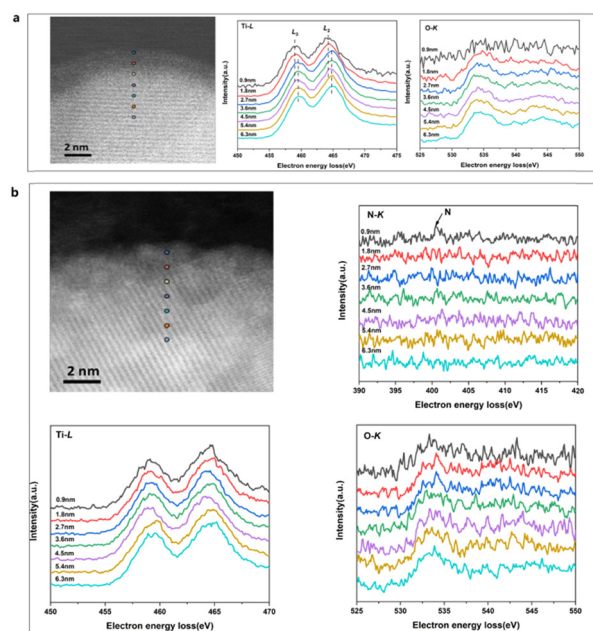 a
2 nm
Ti-L
L₃
L₂
0.9nm
1.8nm
2.7nm
3.6nm
4.5nm
5.4nm
6.3nm
450 455 460 465 470 475
Electron energy loss(eV)
Intensity(a.u.)
O-K
0.9nm
1.8nm
2.7nm
3.6nm
4.5nm
5.4nm
6.3nm
525 530 535 540 545 550
Electron energy loss(eV)
Intensity(a.u.)
b
2 nm
N-K
N
0.9nm
1.8nm
2.7nm
3.6nm
4.5nm
5.4nm
6.3nm
390 395 400 405 410 415 420
Electron energy loss(eV)
Intensity(a.u.)
Ti-L
0.9nm
1.8nm
2.7nm
3.6nm
4.5nm
5.4nm
6.3nm
450 455 460 465 470
Electron energy loss(eV)
Intensity(a.u.)
O-K
0.9nm
1.8nm
2.7nm
3.6nm
4.5nm
5.4nm
6.3nm
525 530 535 540 545 550
Electron energy loss(eV)
Intensity(a.u.)